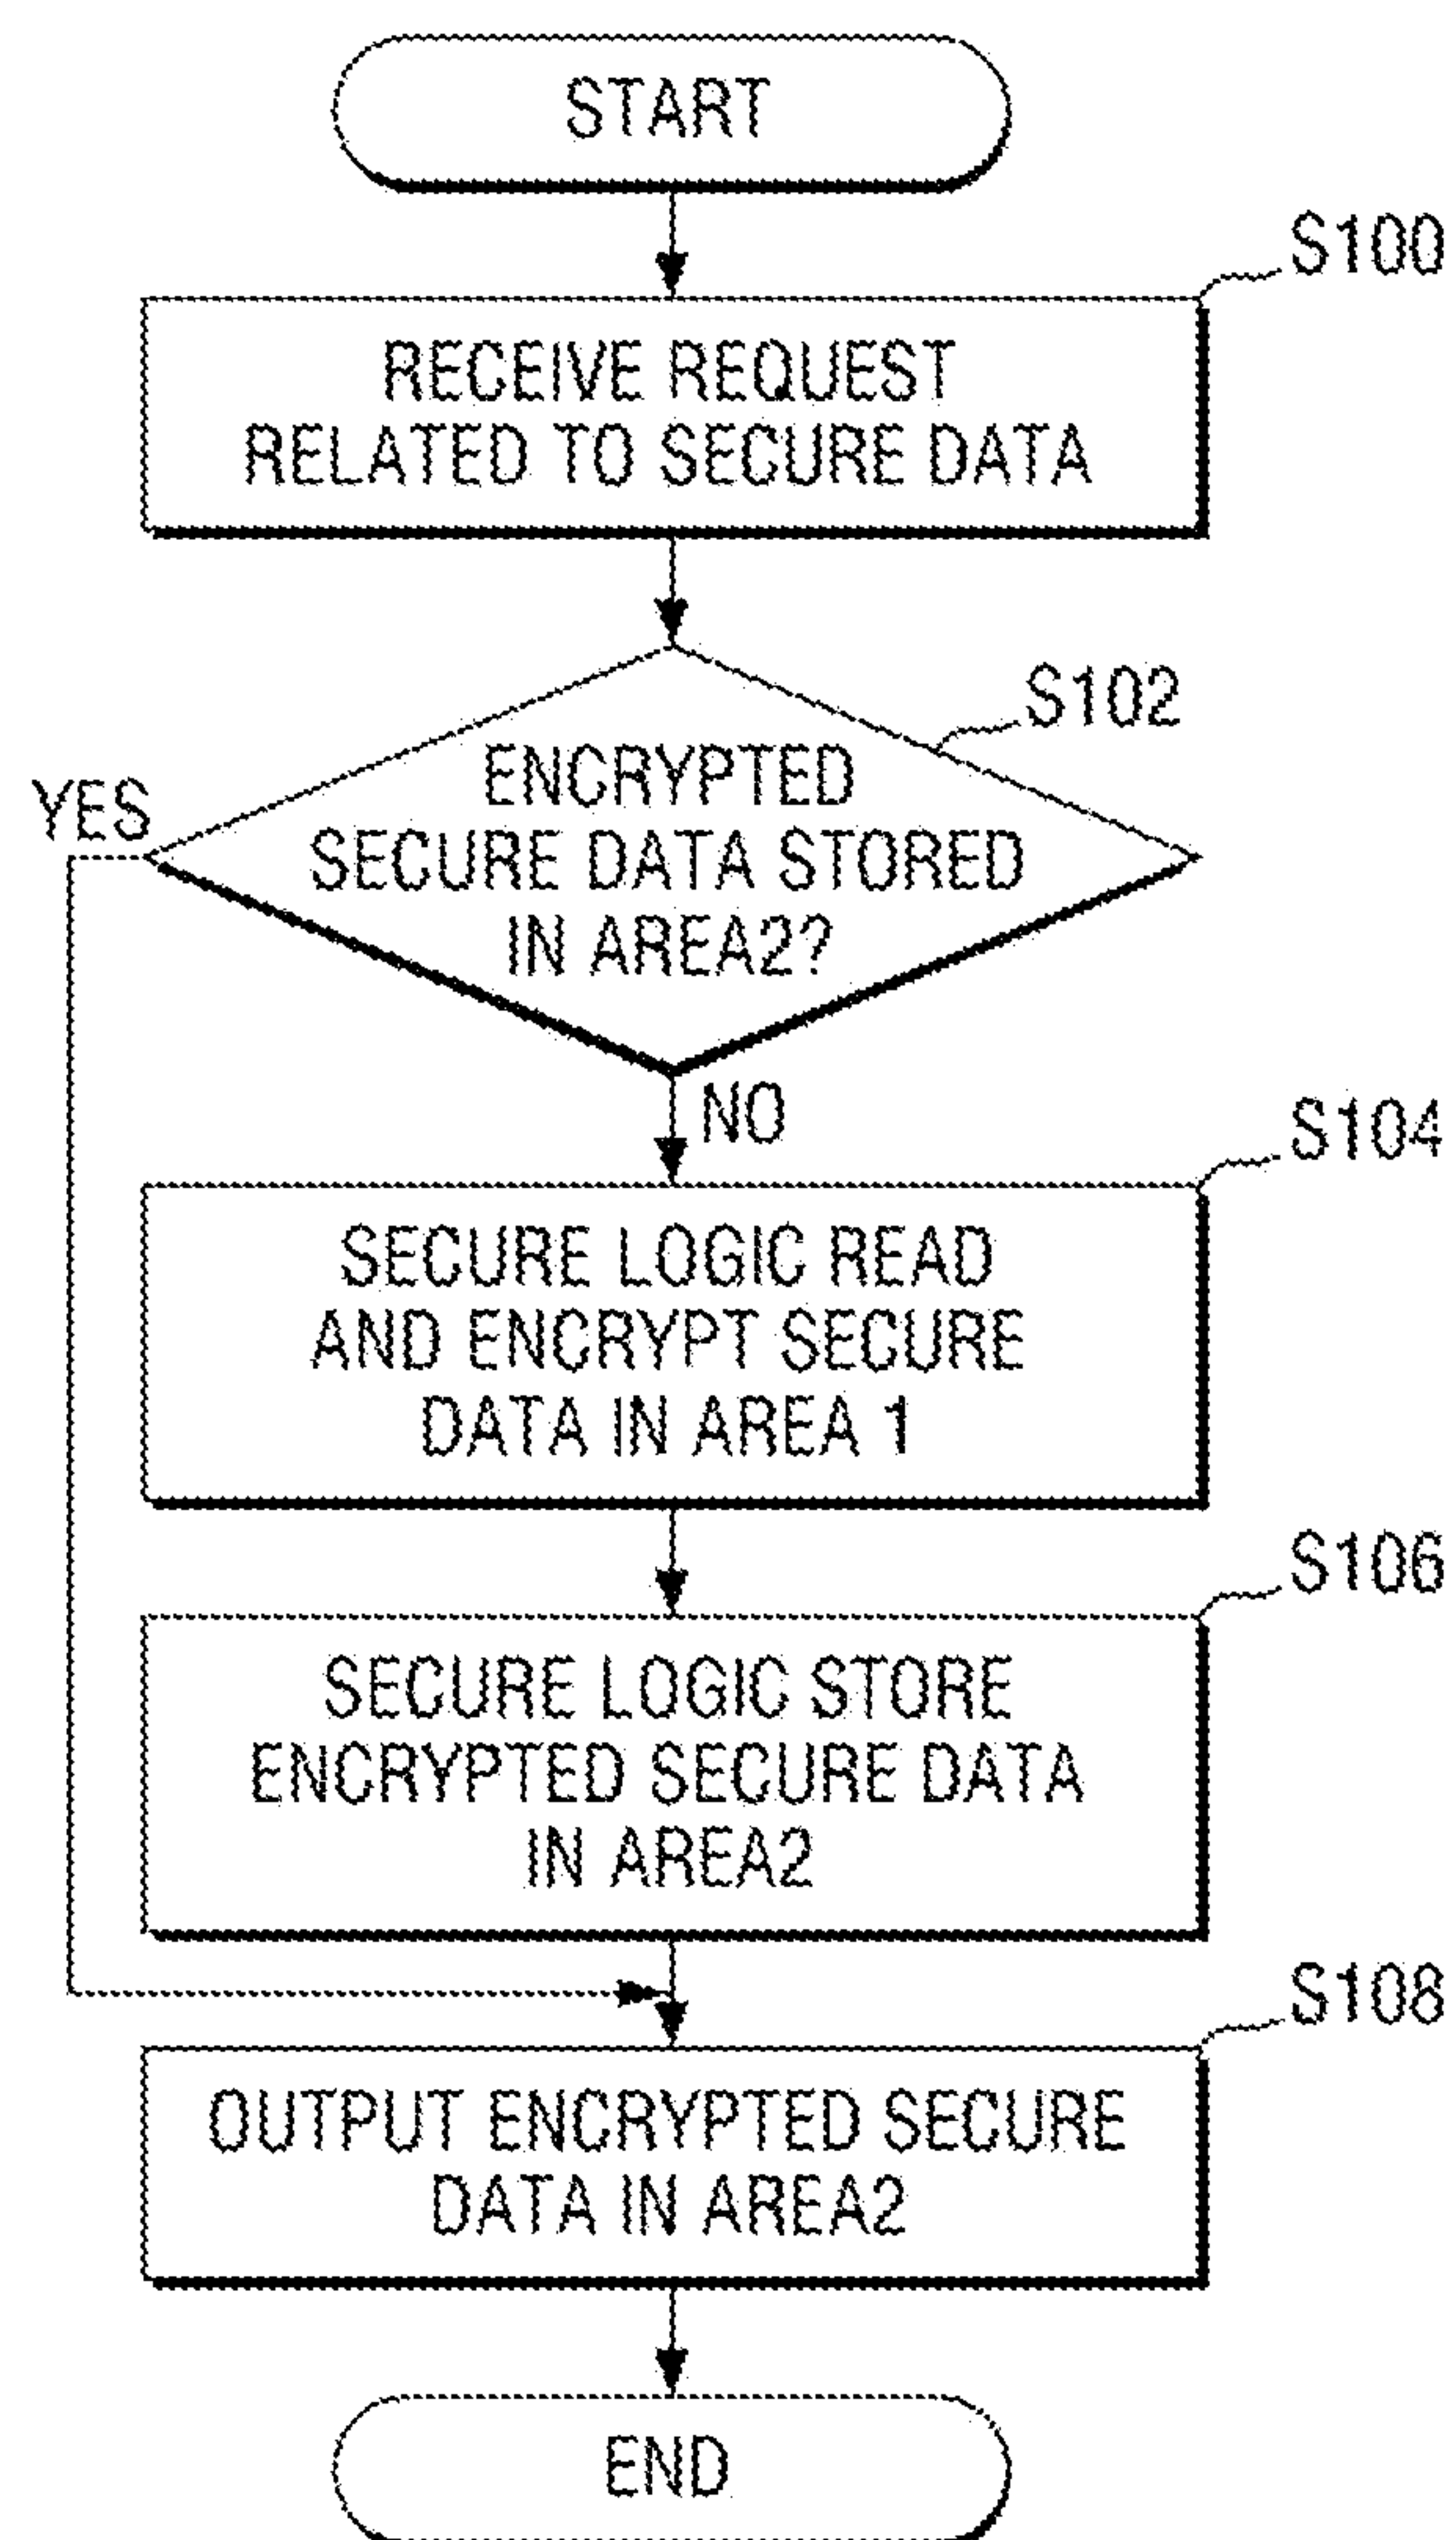 START
S100
RECEIVE REQUEST
RELATED TO SECURE DATA
S102
ENCRYPTED
SECURE DATA STORED
IN AREA2?
YES
NO
S104
SECURE LOGIC READ
AND ENCRYPT SECURE
DATA IN AREA 1
S106
SECURE LOGIC STORE
ENCRYPTED SECURE DATA
IN AREA2
S108
OUTPUT ENCRYPTED SECURE
DATA IN AREA2
END